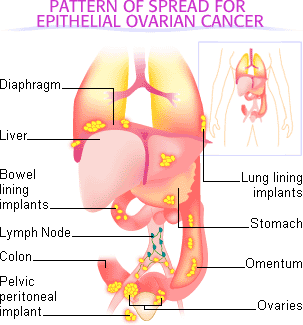 PATTERN OF SPREAD FOR
EPITHELIAL OVARIAN CANCER
Diaphragm
Liver
Bowel
lining
implants
Lymph Node
Colon
Pelvic
peritoneal
implant
Lung lining
implants
Stomach
Omentum
Ovaries